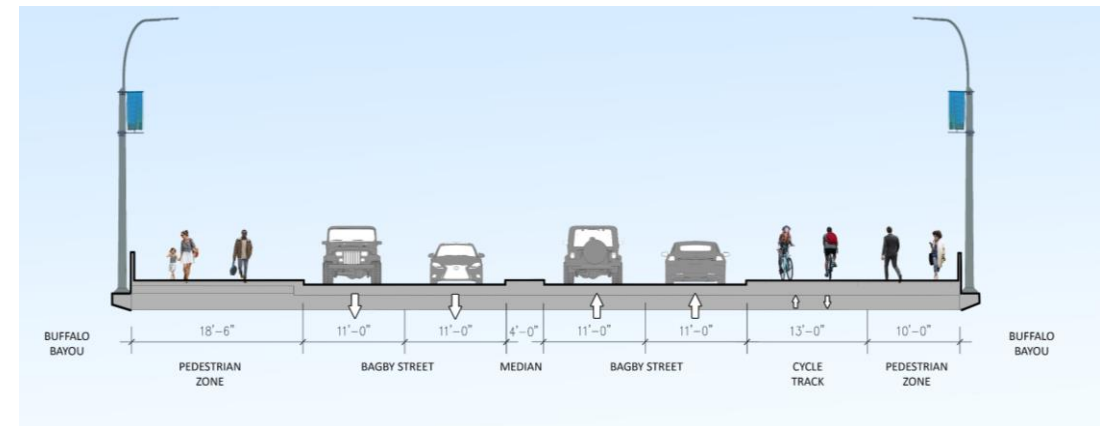 18'-6"
11'-0"
11'-0"
4'-0"
11'-0"
11'-0"
13'-0"
10'-0"
BUFFALO
BAYOU
PEDESTRIAN
ZONE
BAGBY STREET
MEDIAN
BAGBY STREET
CYCLE
TRACK
PEDESTRIAN
ZONE
BUFFALO
BAYOU